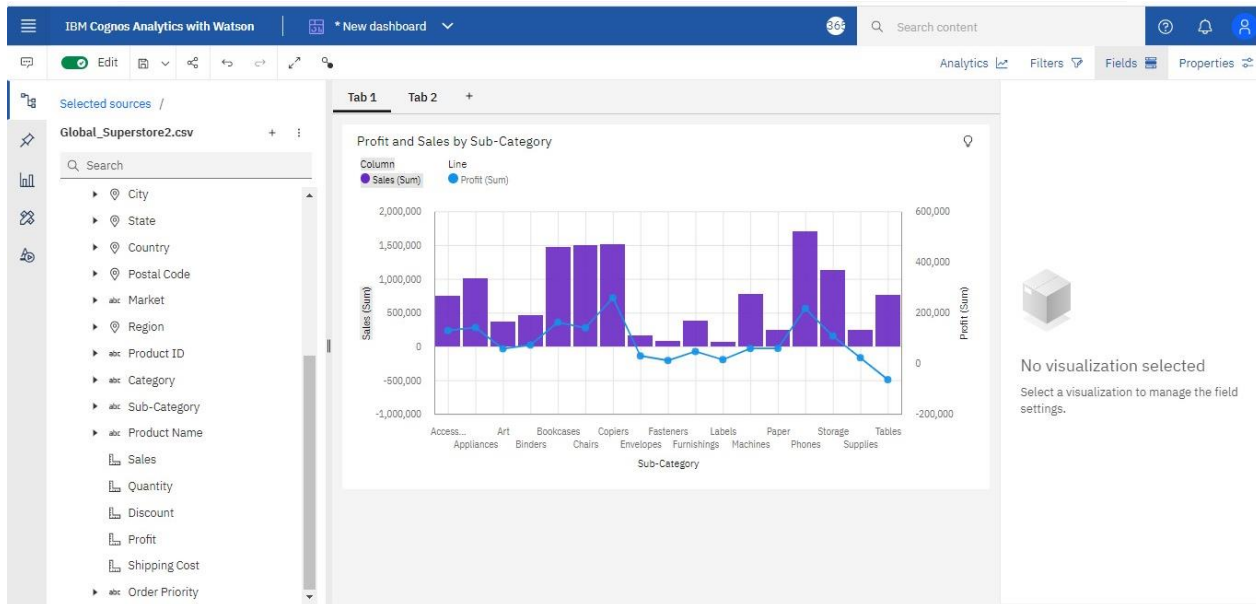 IBM Cognos Analytics with Watson
* New dashboard
365
Search content
Edit
Analytics
Filters
Fields
Properties
Selected sources /
Global_Superstore2.csv
Search
City
State
Country
Postal Code
abc Market
Region
abc Product ID
abc Category
abc Sub-Category
abc Product Name
Sales
Quantity
Discount
Profit
Shipping Cost
abc Order Priority
Tab 1 Tab 2 +
Profit and Sales by Sub-Category
Column Line
Sales (Sum) Profit (Sum)
2,000,000
1,500,000
1,000,000
500,000
0
-500,000
-1,000,000
Sales (Sum)
600,000
400,000
200,000
0
-200,000
Profit (Sum)
Access... Art Bookcases Copiers Fasteners Labels Paper Storage Tables
Appliances Binders Chairs Envelopes Furnishings Machines Phones Supplies
Sub-Category
No visualization selected
Select a visualization to manage the field
settings.